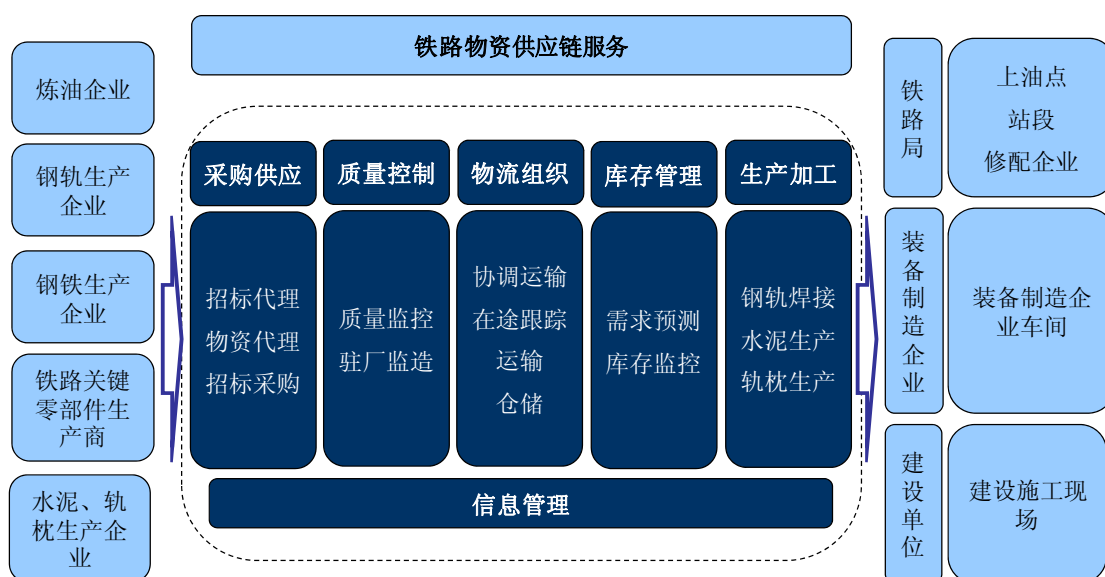 铁路物资供应链服务
炼油企业
钢轨生产
企业
钢铁生产
企业
铁路关键
零部件生
产商
水泥、轨
枕生产企
业
采购供应
招标代理
物资代理
招标采购
质量控制
质量监控
驻厂监造
物流组织
协调运输
在途跟踪
运输
仓储
库存管理
需求预测
库存监控
生产加工
钢轨焊接
水泥生产
轨枕生产
信息管理
铁路局
上油点
站段
修配企业
装备制造企业
装备制造企
业车间
建设单位
建设施工现
场